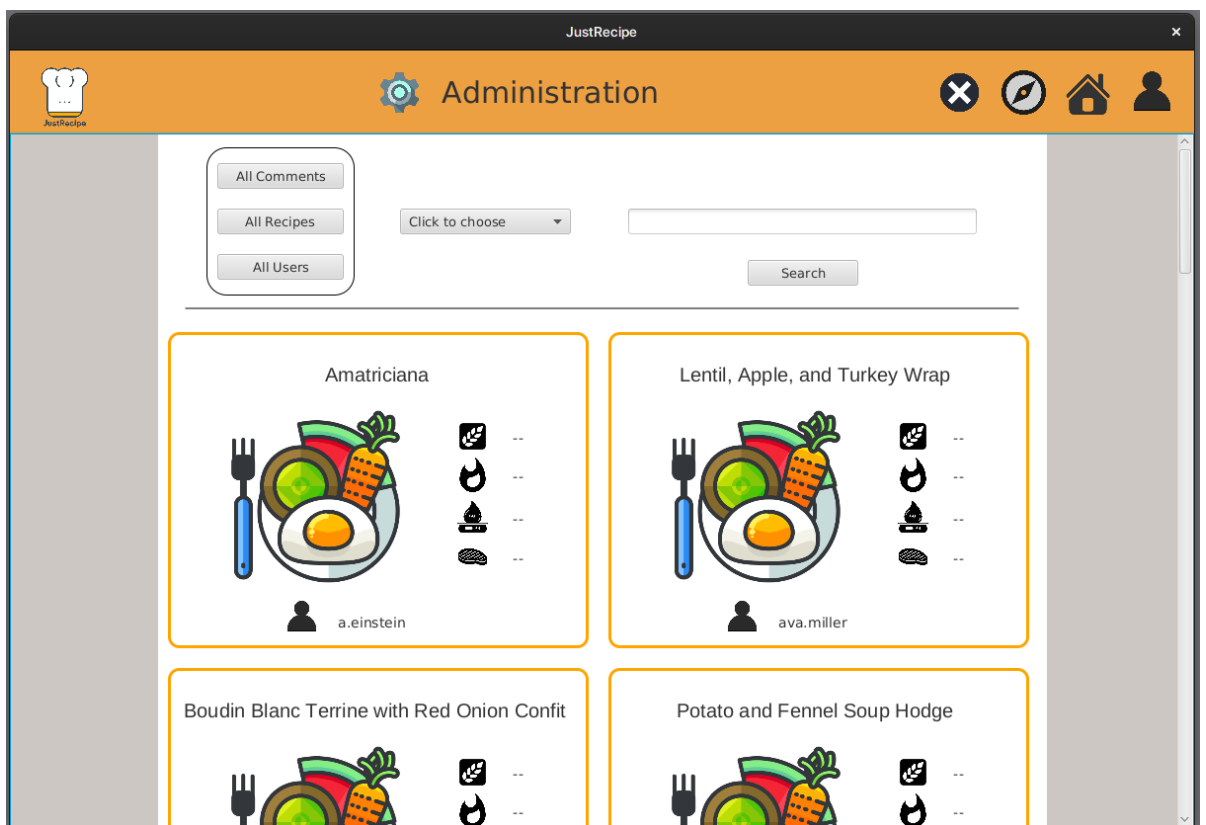 JustRecipe
JustRecipe
Administration
All Comments
All Recipes
Click to choose
All Users
Search
Amatriciana
--
--
--
--
a.einstein
Lentil, Apple, and Turkey Wrap
--
--
--
--
ava.miller
Boudin Blanc Terrine with Red Onion Confit
--
--
Potato and Fennel Soup Hodge
--
--